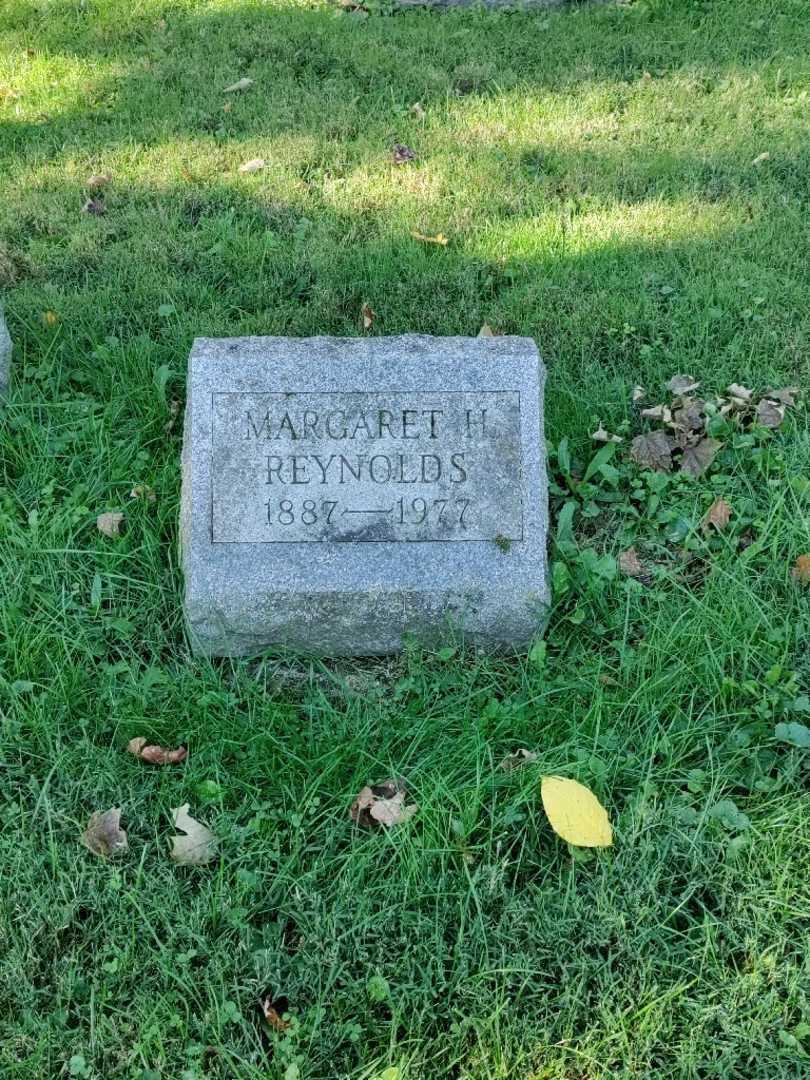 MARGARET H.
REYNOLDS
1887—1977